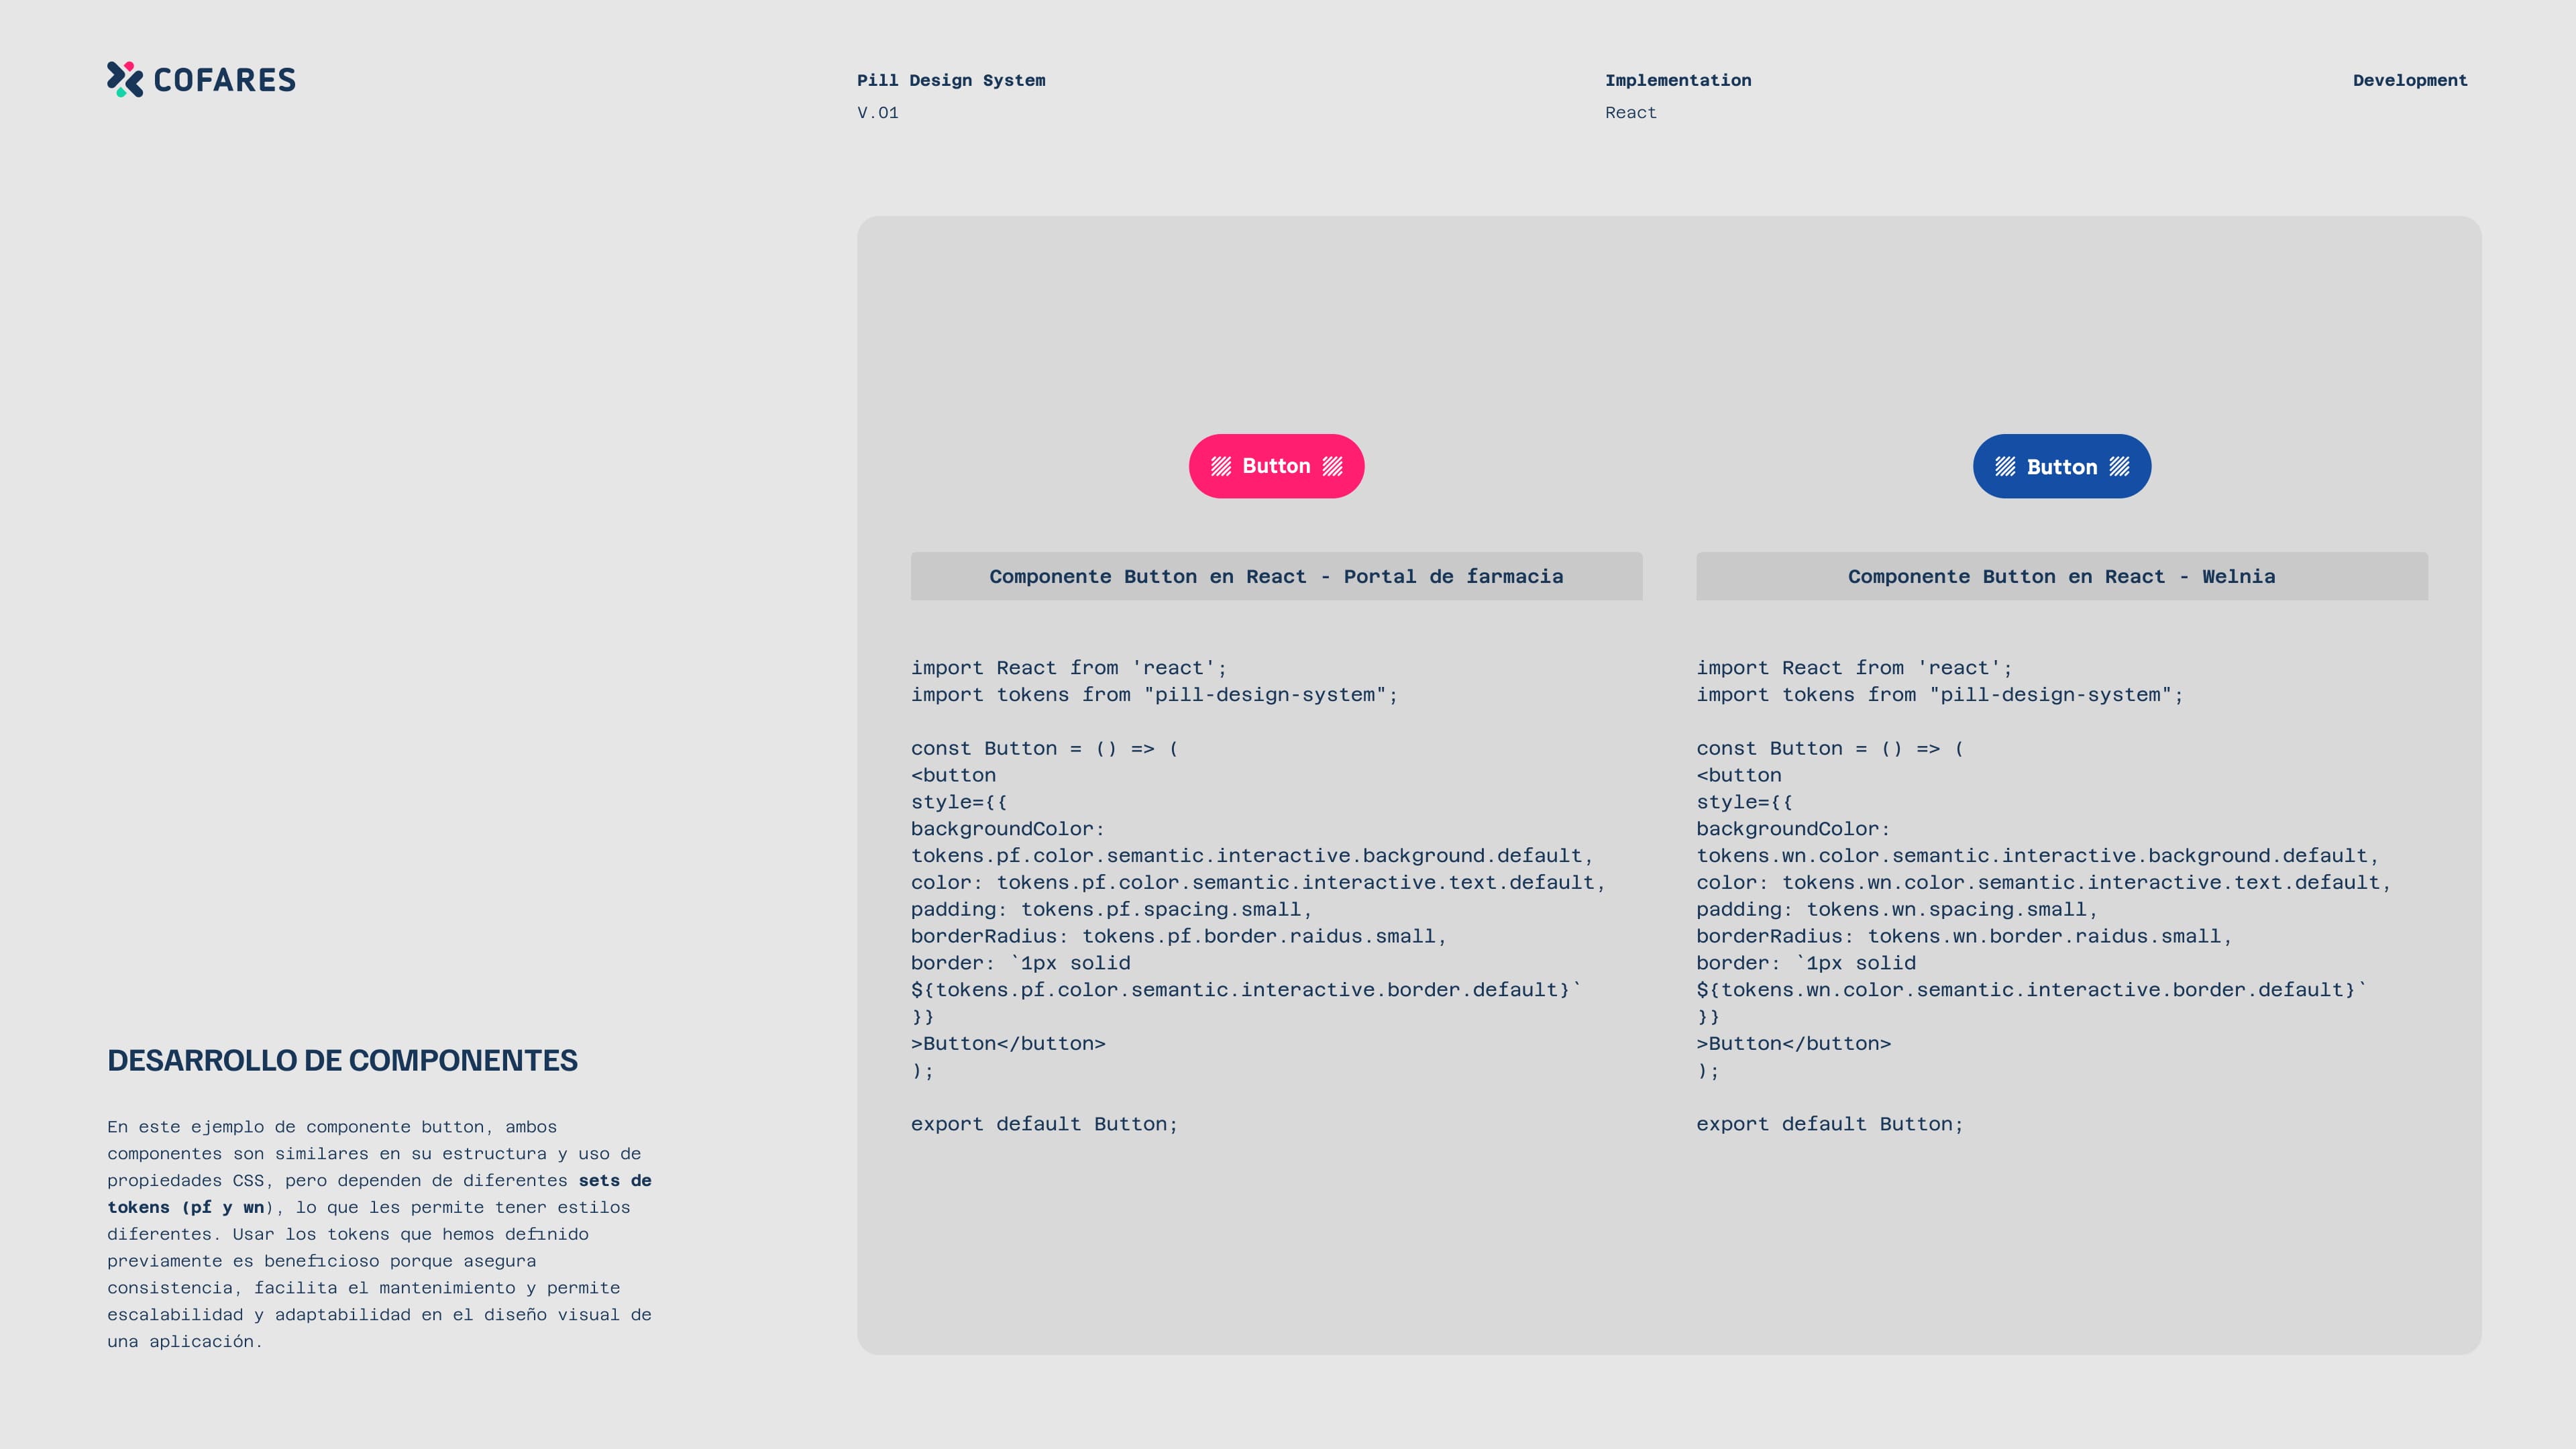 COFARES
Pill Design System
V.01
Implementation
React
Development
DESARROLLO DE COMPONENTES
En este ejemplo de componente button, ambos
componentes son similares en su estructura y uso de
propiedades CSS, pero dependen de diferentes sets de
tokens (pf y wn), lo que les permite tener estilos
diferentes. Usar los tokens que hemos definido
previamente es beneficioso porque asegura
consistencia, facilita el mantenimiento y permite
escalabilidad y adaptabilidad en el diseño visual de
una aplicación.
Button
Componente Button en React - Portal de farmacia
import React from 'react';
import tokens from "pill-design-system";
const Button = () => (
<button
style={{
backgroundColor:
tokens.pf.color.semantic.interactive.background.default,
color: tokens.pf.color.semantic.interactive.text.default,
padding: tokens.pf.spacing.small,
borderRadius: tokens.pf.border.raidus.small,
border: `1px solid
${tokens.pf.color.semantic.interactive.border.default}`
}}
>Button</button>
);
export default Button;
Button
Componente Button en React - Welnia
import React from 'react';
import tokens from "pill-design-system";
const Button = () => (
<button
style={{
backgroundColor:
tokens.wn.color.semantic.interactive.background.default,
color: tokens.wn.color.semantic.interactive.text.default,
padding: tokens.wn.spacing.small,
borderRadius: tokens.wn.border.raidus.small,
border: `1px solid
${tokens.wn.color.semantic.interactive.border.default}`
}}
>Button</button>
);
export default Button;